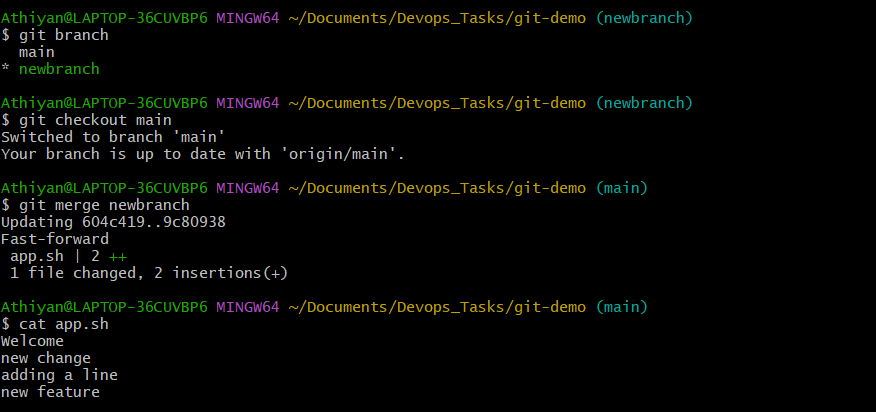 Athiyan@LAPTOP-36CUVBP6 MINGW64 ~/Documents/Devops_Tasks/git-demo (newbranch)
$ git branch
  main
* newbranch

Athiyan@LAPTOP-36CUVBP6 MINGW64 ~/Documents/Devops_Tasks/git-demo (newbranch)
$ git checkout main
Switched to branch 'main'
Your branch is up to date with 'origin/main'.

Athiyan@LAPTOP-36CUVBP6 MINGW64 ~/Documents/Devops_Tasks/git-demo (main)
$ git merge newbranch
Updating 604c419..9c80938
Fast-forward
 app.sh | 2 ++
 1 file changed, 2 insertions(+)

Athiyan@LAPTOP-36CUVBP6 MINGW64 ~/Documents/Devops_Tasks/git-demo (main)
$ cat app.sh
Welcome
new change
adding a line
new feature